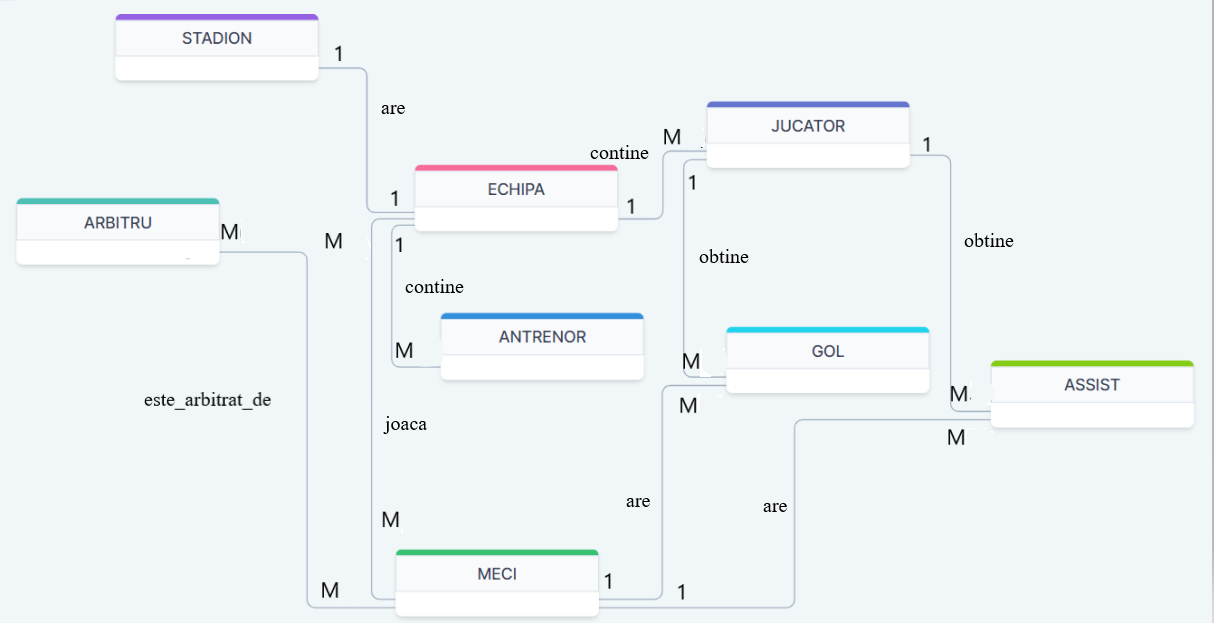 STADION
1
are
JUCATOR
M
1
contine
ECHIPA
1
1
1
ARBITRU
M
M
1
obtine
obtine
contine
ANTRENOR
M
M
GOL
ASSIST
M
M
M
este_arbitrat_de
joaca
are
are
M
MECI
1
1
M